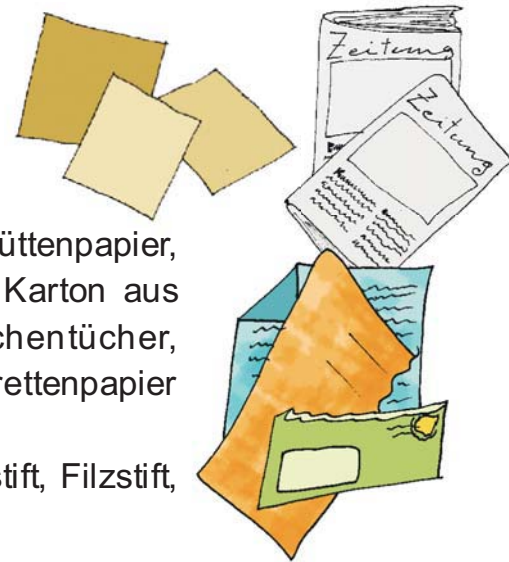 Zeitung
Zeitung
üttenpapier,
Karton aus
chentücher,
rettenpapier
stift, Filzstift,